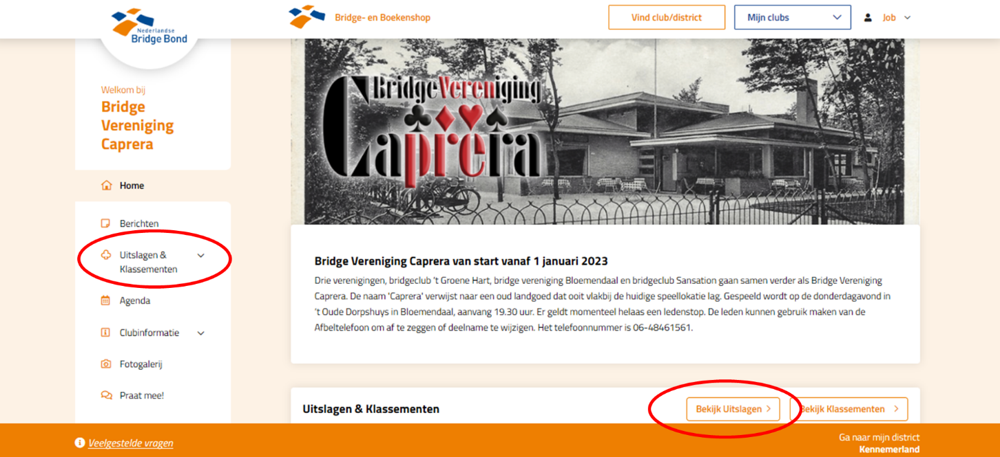 Nederlandse
Bridge Bond
Bridge- en Boekenshop
Vind club/district
Mijn clubs
Job
Welkom bij
Bridge
Vereniging
Caprera
Home
Berichten
Uitslagen &
Klassementen
Agenda
Clubinformatie
Fotogalerij
Praat mee!
BridgeVereniging
Caprera
Bridge Vereniging Caprera van start vanaf 1 januari 2023
Drie verenigingen, bridgeclub 't Groene Hart, bridge vereniging Bloemendaal en bridgeclub Sansation gaan samen verder als Bridge Vereniging
Caprera. De naam 'Caprera' verwijst naar een oud landgoed dat ooit vlakbij de huidige speellokatie lag. Gespeeld wordt op de donderdagavond in
't Oude Dorpshuys in Bloemendaal, aanvang 19.30 uur. Er geldt momenteel helaas een ledenstop. De leden kunnen gebruik maken van de
Afbeltelefoon om af te zeggen of deelname te wijzigen. Het telefoonnummer is 06-48461561.
Uitslagen & Klassementen
Bekijk Uitslagen
Bekijk Klassementen
Veelgestelde vragen
Ga naar mijn district
Kennemerland